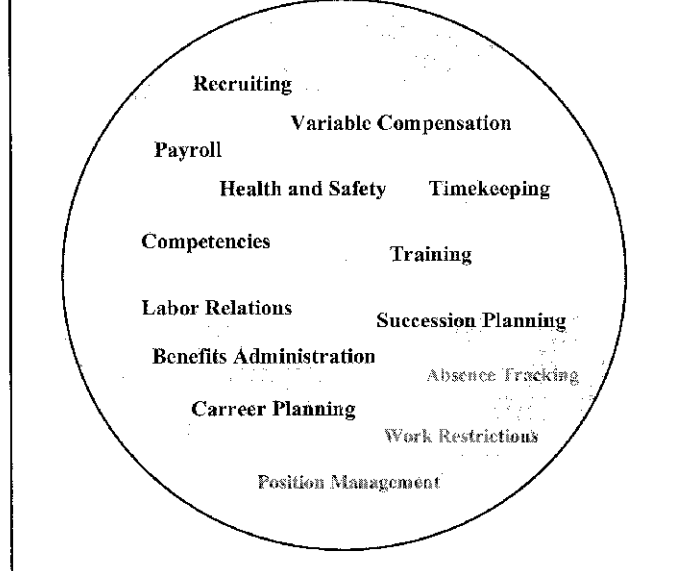 Recruiting
Variable Compensation
Payroll
Health and Safety Timekeeping
Competencies
Training
Labor Relations
Succession Planning
Benefits Administration
Absence Tracking
Carreer Planning
Work Restrictions
Position Management